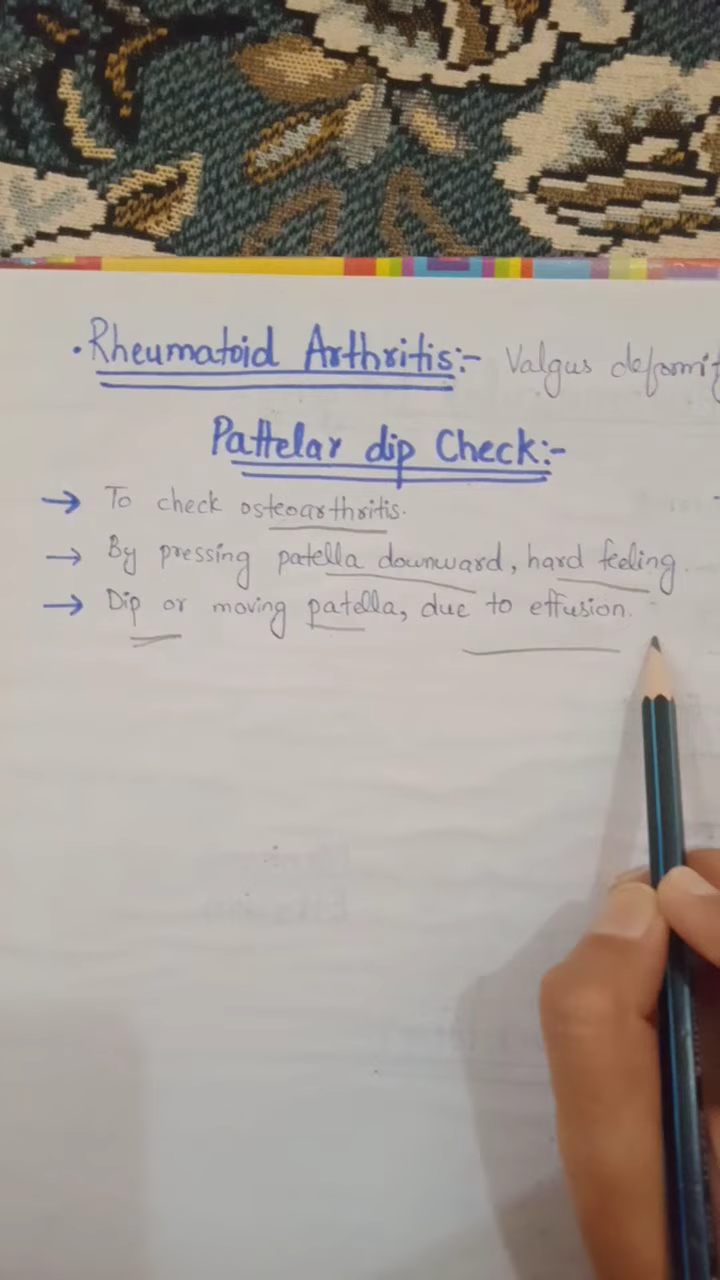 . Rheumatoid Arthritis:- Valgus deformit
Pattelar dip Check:-
→ To check osteoarthritis.
→ By pressing patella downward, hard feeling.
→ Dip or moving patella, due to effusion.